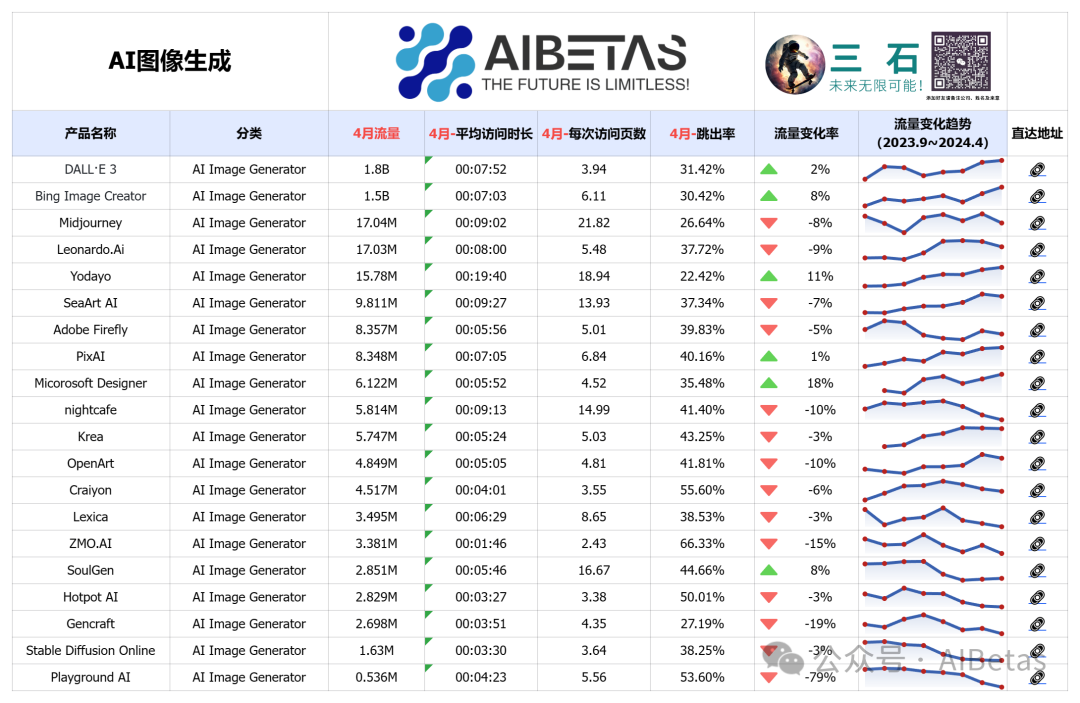 AI图像生成
AIBETAS
THE FUTURE IS LIMITLESS!
三 石
未来无限可能!
添加好友请备注公司、姓名及来意
产品名称 分类 4月流量 4月-平均访问时长 4月-每次访问页数 4月-跳出率 流量变化率 流量变化趋势 (2023.9~2024.4) 直达地址
DALL·E 3 AI Image Generator 1.8B 00:07:52 3.94 31.42% 2%
Bing Image Creator AI Image Generator 1.5B 00:07:03 6.11 30.42% 8%
Midjourney AI Image Generator 17.04M 00:09:02 21.82 26.64% -8%
Leonardo.Ai AI Image Generator 17.03M 00:08:00 5.48 37.72% -9%
Yodayo AI Image Generator 15.78M 00:19:40 18.94 22.42% 11%
SeaArt AI AI Image Generator 9.811M 00:09:27 13.93 37.34% -7%
Adobe Firefly AI Image Generator 8.357M 00:05:56 5.01 39.83% -5%
PixAI AI Image Generator 8.348M 00:07:05 6.84 40.16% 1%
Micorosoft Designer AI Image Generator 6.122M 00:05:52 4.52 35.48% 18%
nightcafe AI Image Generator 5.814M 00:09:13 14.99 41.40% -10%
Krea AI Image Generator 5.747M 00:05:24 5.03 43.25% -3%
OpenArt AI Image Generator 4.849M 00:05:05 4.81 41.81% -10%
Craiyon AI Image Generator 4.517M 00:04:01 3.55 55.60% -6%
Lexica AI Image Generator 3.495M 00:06:29 8.65 38.53% -3%
ZMO.AI AI Image Generator 3.381M 00:01:46 2.43 66.33% -15%
SoulGen AI Image Generator 2.851M 00:05:46 16.67 44.66% 8%
Hotpot AI AI Image Generator 2.829M 00:03:27 3.38 50.01% -3%
Gencraft AI Image Generator 2.698M 00:03:51 4.35 27.19% -19%
Stable Diffusion Online AI Image Generator 1.63M 00:03:30 3.64 38.25% -3%
Playground AI AI Image Generator 0.536M 00:04:23 5.56 53.60% -79%
公众号 · AIBetas